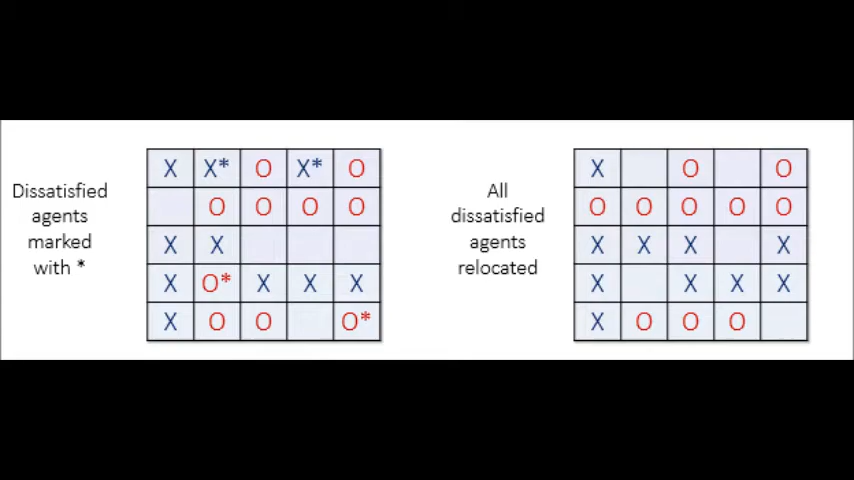 Dissatisfied
agents
marked
with *
X X* O X* O
O O O O
X X
X O* X X X
X O O O*
All
dissatisfied
agents
relocated
X O O
O O O O O
X X X X
X X X X
X O O O